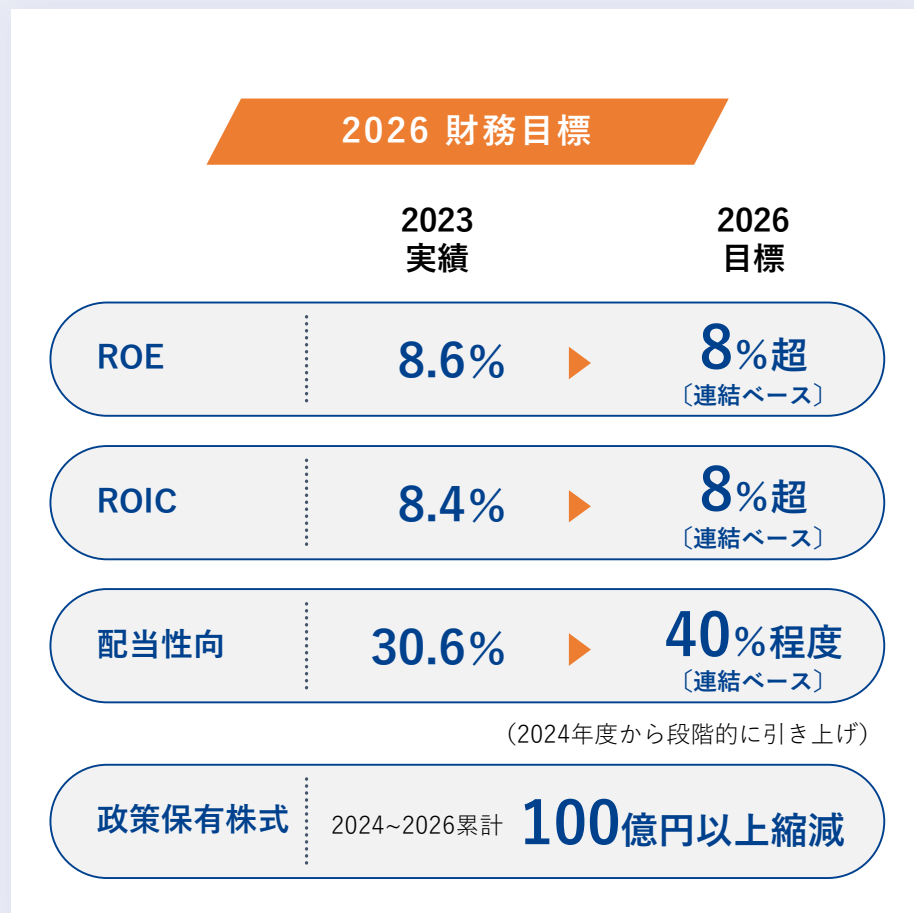 2026 財務目標
2023
実績
2026
目標
ROE
8.6%
8%超
〔連結ベース〕
ROIC
8.4%
8%超
〔連結ベース〕
配当性向
30.6%
40%程度
〔連結ベース〕
（2024年度から段階的に引き上げ）
政策保有株式
2024~2026累計 100億円以上縮減